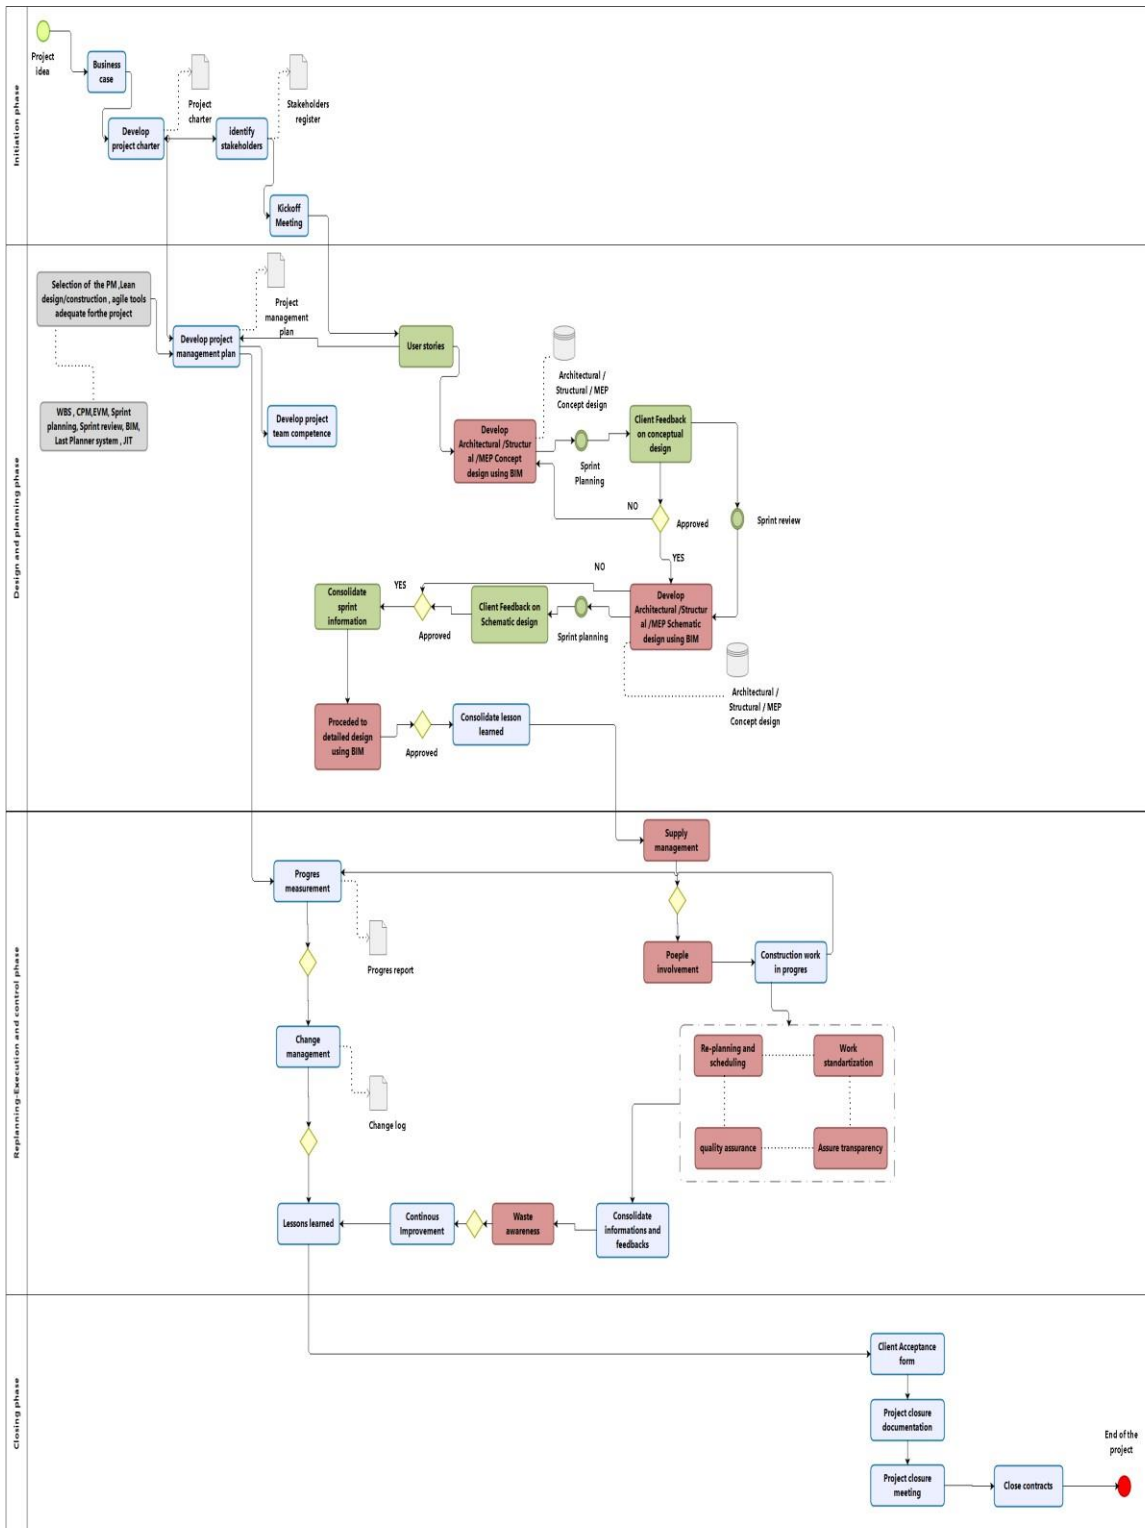 Initiation phase
Project
idea
Business
case
Project
charter
Stakeholders
register
Develop
project charter
identify
stakeholders
Kickoff
Meeting
Design and planning phase
Selection of the PM ,Lean
design/construction , agile tools
adequate forthe project
Project
management
plan
Develop project
management plan
User stories
WBS , CPM,EVM, Sprint
planning, Sprint review, BIM,
Last Planner system , JIT
Develop project
team competence
Architectural /
Structural / MEP
Concept design
Develop
Architectural /Structur
al /MEP Concept
design using BIM
Sprint
Planning
Client Feedback
on conceptual
design
NO
Approved
Sprint review
YES
NO
YES
Consolidate
sprint
information
Approved
Client Feedback on
Schematic design
Sprint planning
Develop
Architectural /Structur
al /MEP Schematic
design using BIM
Architectural /
Structural / MEP
Concept design
Proceded to
detailed design
using BIM
Approved
Consolidate lesson
learned
Replanning-Execution and control phase
Supply
management
Progres
measurement
Progres report
Poeple
involvement
Construction work
in progres
Change
management
Change log
Re-planning and
scheduling
Work
standartization
quality assurance
Assure transparency
Lessons learned
Continous
Improvement
Waste
awareness
Consolidate
informations and
feedbacks
Closing phase
Client Acceptance
form
Project closure
documentation
Project closure
meeting
Close contracts
End of the
project